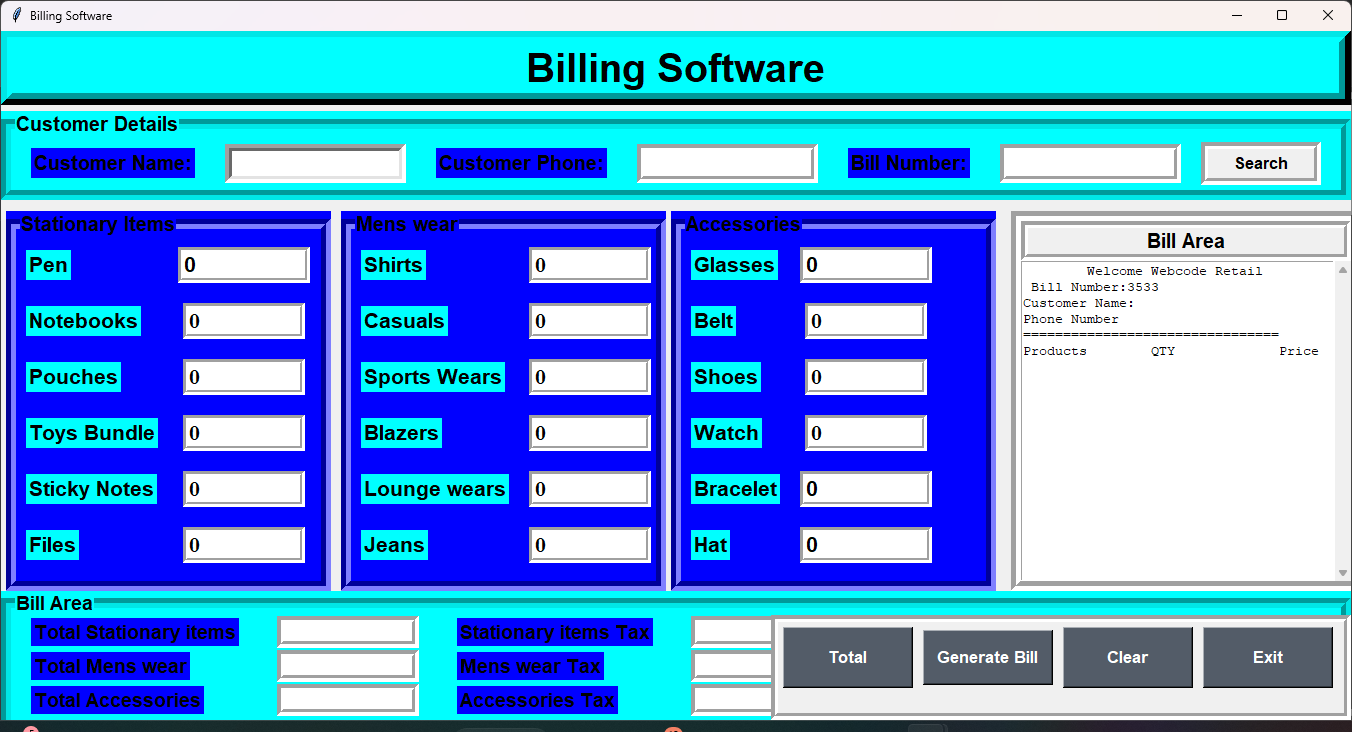 Billing Software
Billing Software
Customer Details
Customer Name: Customer Phone: Bill Number: Search
Stationary Items Mens wear Accessories
Bill Area
Pen 0 Shirts 0 Glasses 0
Welcome Webcode Retail
Bill Number:3533
Customer Name:
Phone Number
================================
Products QTY Price
Notebooks 0 Casuals 0 Belt 0
Pouches 0 Sports Wears 0 Shoes 0
Toys Bundle 0 Blazers 0 Watch 0
Sticky Notes 0 Lounge wears 0 Bracelet 0
Files 0 Jeans 0 Hat 0
Bill Area
Total Stationary items Stationary items Tax
Total Mens wear Mens wear Tax
Total Accessories Accessories Tax
Total Generate Bill Clear Exit